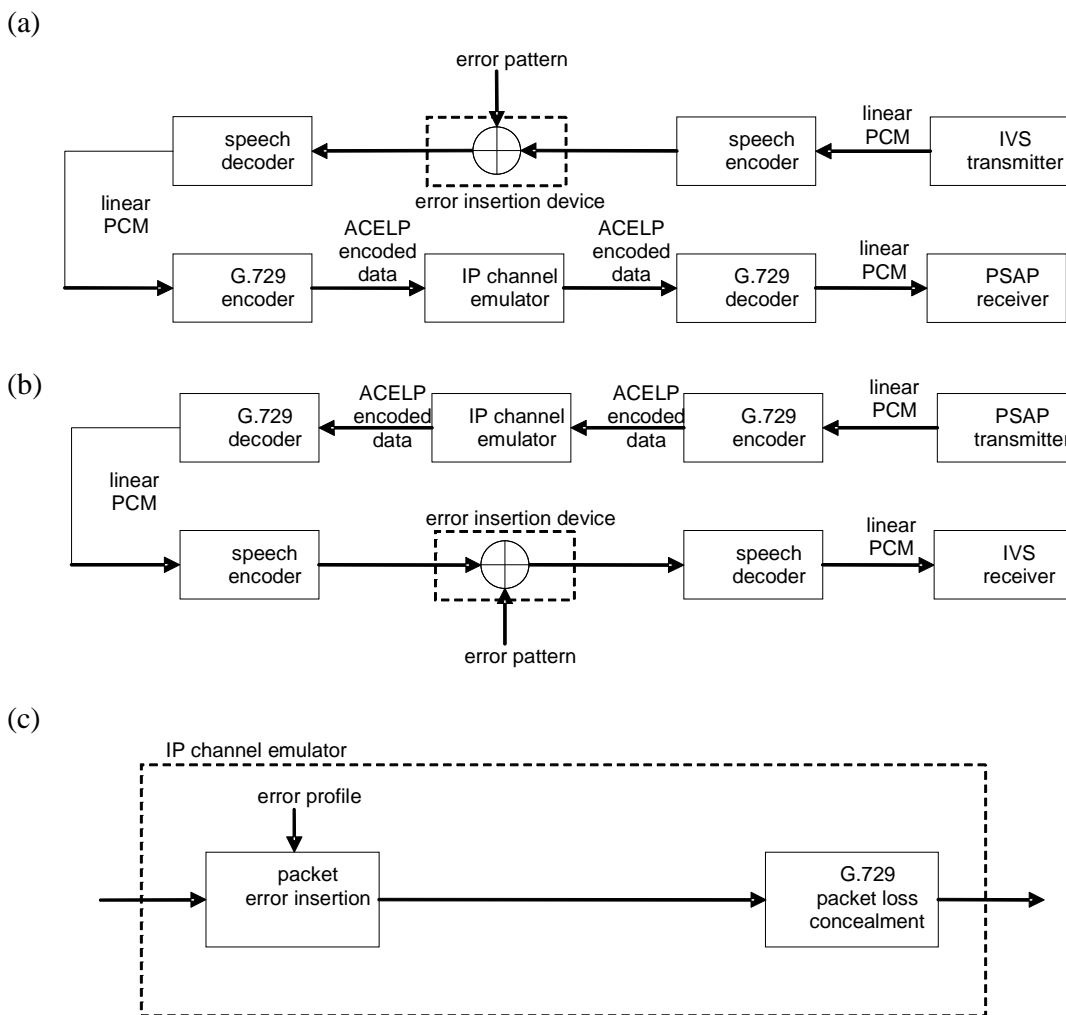 (a)
error pattern
speech
decoder
error insertion device
speech
encoder
linear
PCM
IVS
transmitter
linear
PCM
G.729
encoder
ACELP
encoded
data
IP channel
emulator
ACELP
encoded
data
G.729
decoder
linear
PCM
PSAP
receiver
(b)
G.729
decoder
ACELP
encoded
data
IP channel
emulator
ACELP
encoded
data
G.729
encoder
linear
PCM
PSAP
transmitter
linear
PCM
speech
encoder
error insertion device
speech
decoder
linear
PCM
IVS
receiver
error pattern
(c)
IP channel emulator
error profile
packet
error insertion
G.729
packet loss
concealment